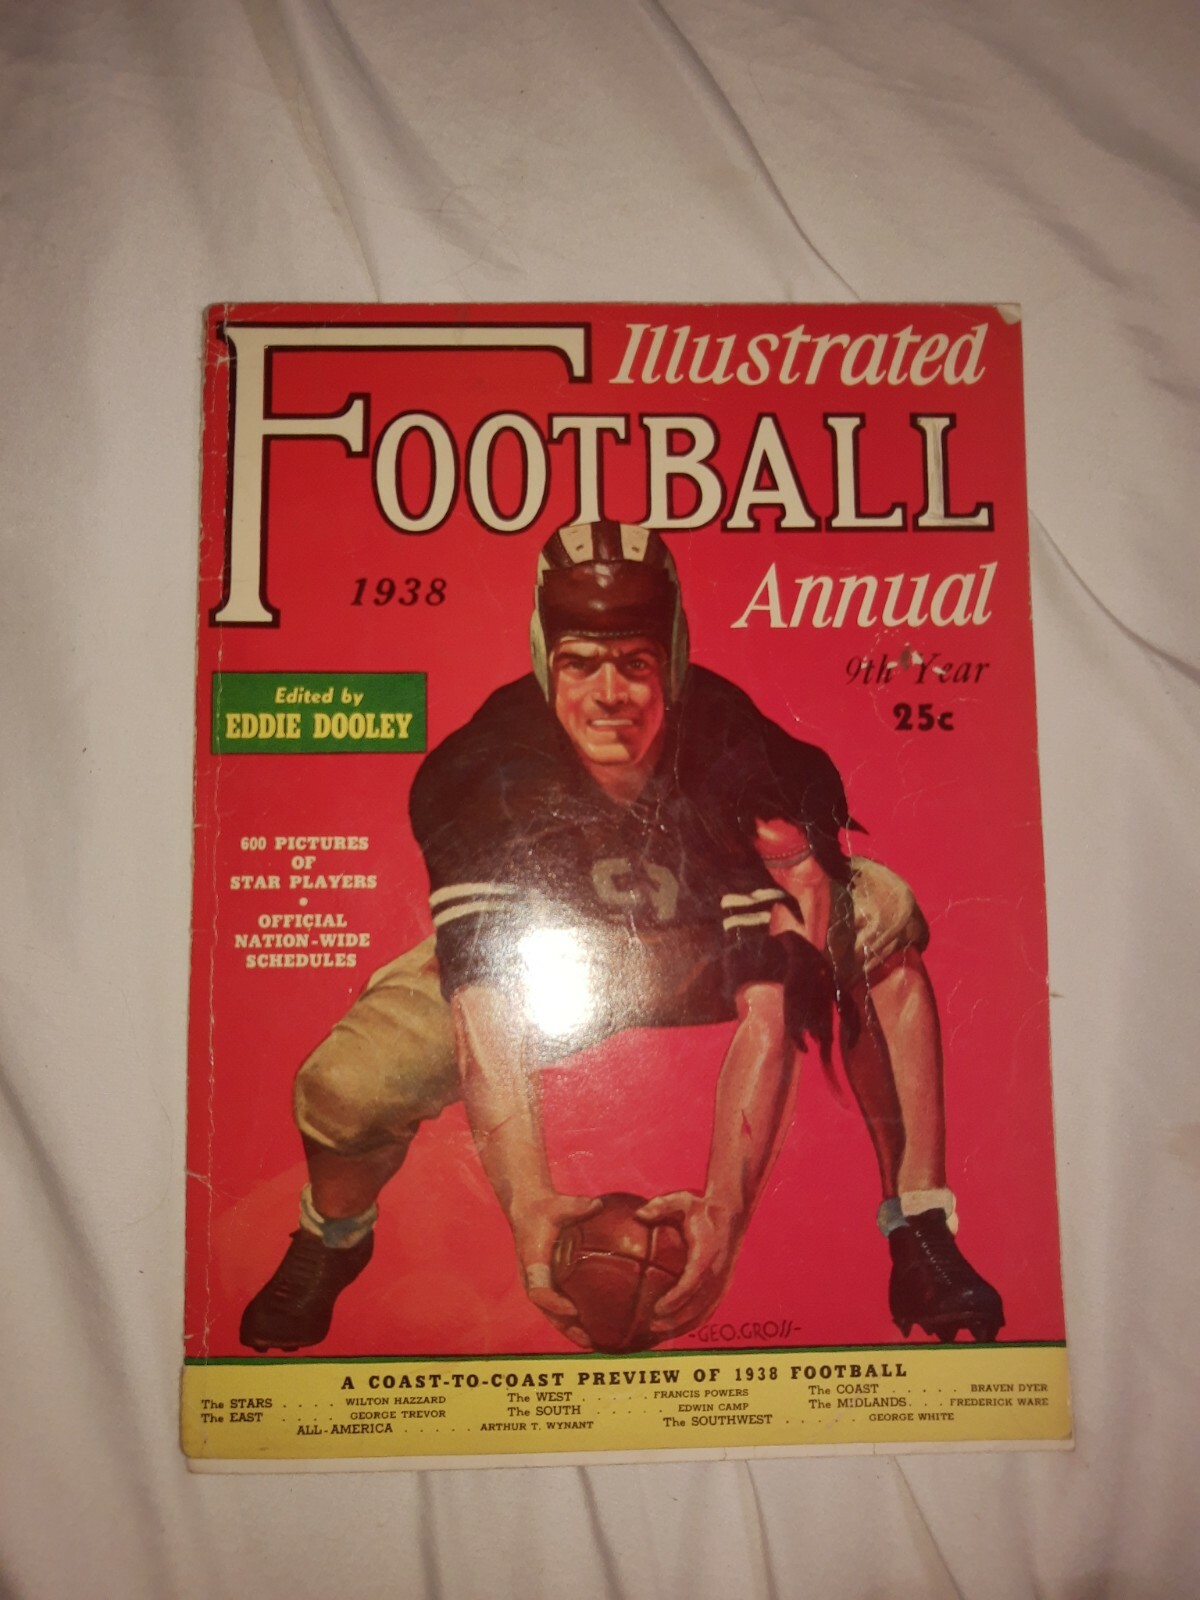 Illustrated
FOOTBALL
Annual
1938
9th Year
25c
Edited by
EDDIE DOOLEY
600 PICTURES
OF
STAR PLAYERS
•
OFFICIAL
NATION-WIDE
SCHEDULES
-GEO.GROSS-
A COAST-TO-COAST PREVIEW OF 1938 FOOTBALL
The STARS . . . . . WILTON HAZZARD The WEST . . . . . . FRANCIS POWERS The COAST . . . . . BRAVEN DYER
The EAST . . . . . GEORGE TREVOR The SOUTH . . . . . . EDWIN CAMP The MIDLANDS. . . FREDERICK WARE
ALL-AMERICA . . . . . ARTHUR T. WYNANT The SOUTHWEST . . . . . . GEORGE WHITE